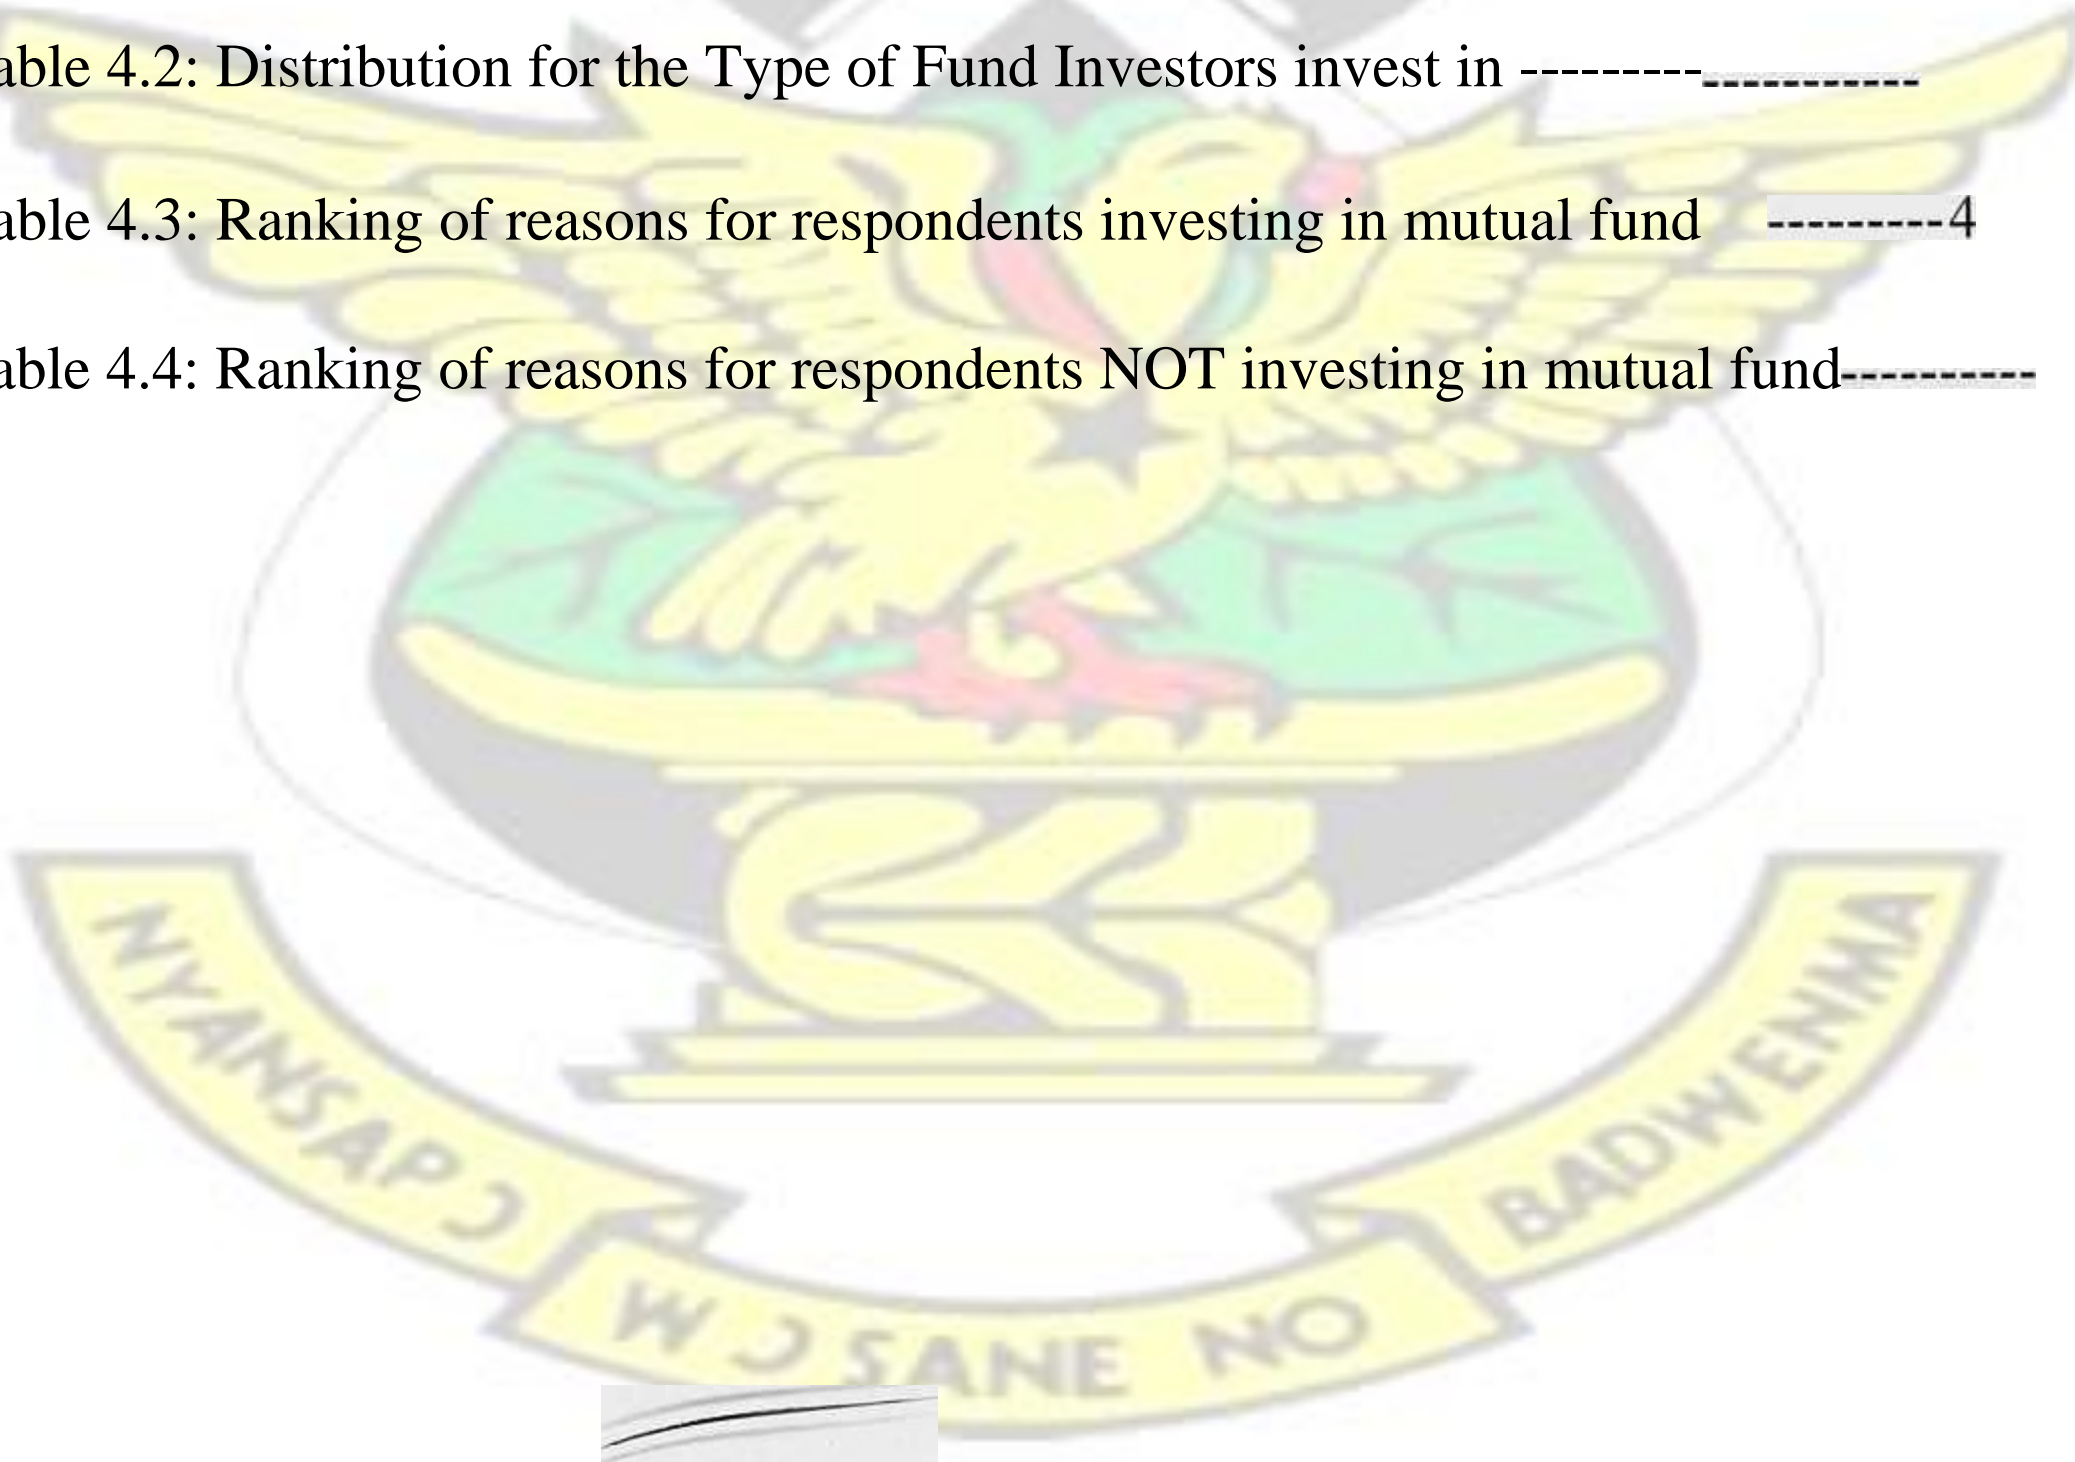 able 4.2: Distribution for the Type of Fund Investors invest in --------------------
able 4.3: Ranking of reasons for respondents investing in mutual fund ---------4
able 4.4: Ranking of reasons for respondents NOT investing in mutual fund----------
NYANSAPƆ
WƆSANE NO
BADWENMA